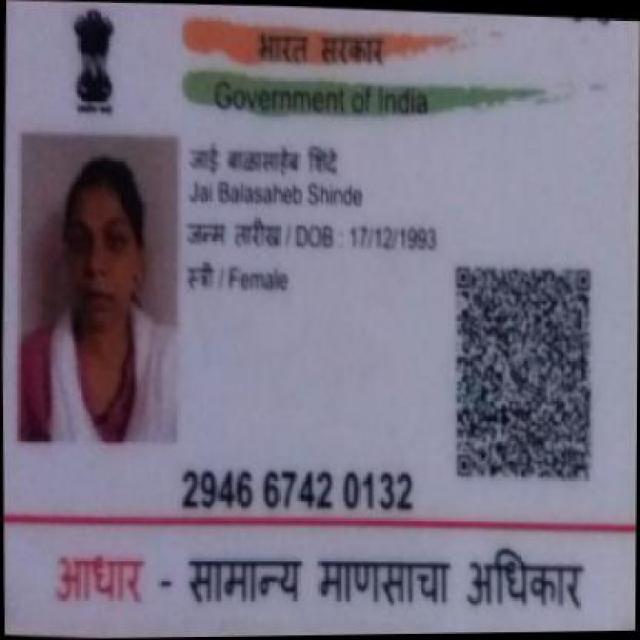 भारत सरकार
Government of India
जाई बाळासाहेब शिंदे
Jai Balasaheb Shinde
जन्म तारीख / DOB : 17/12/1993
स्त्री / Female
2946 6742 0132
आधार - सामान्य माणसाचा अधिकार